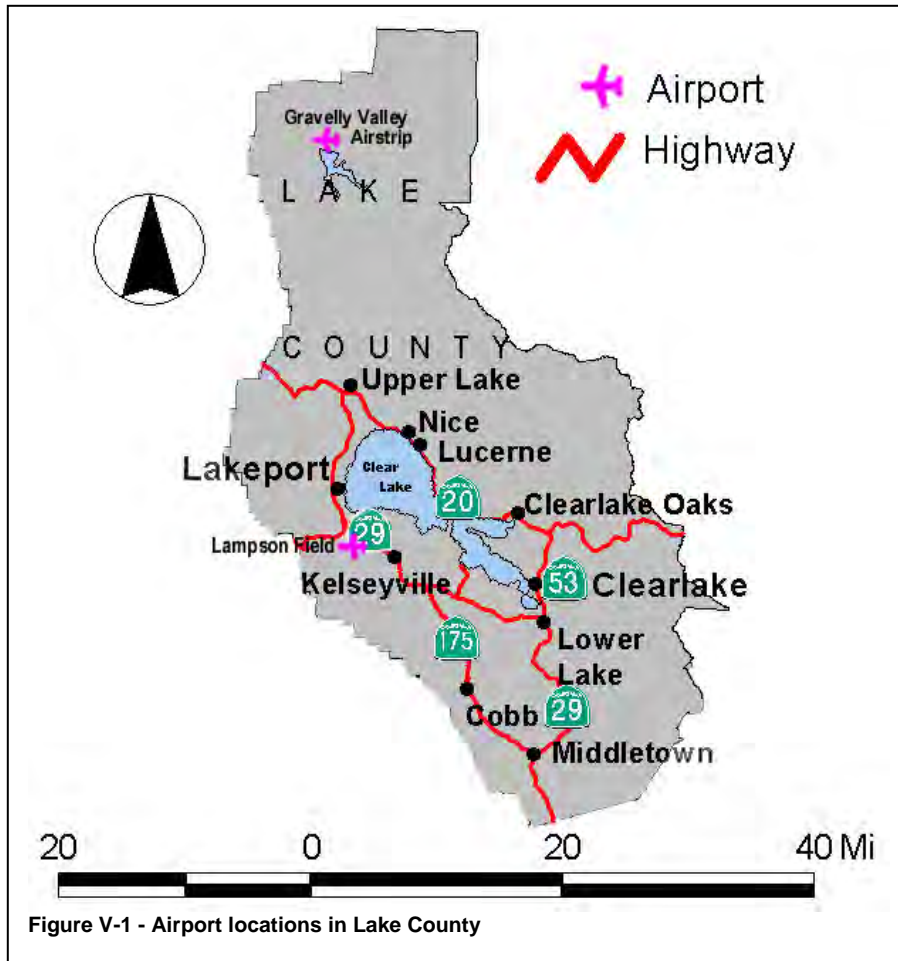 Gravelly Valley
Airstrip
Airport
Highway
L A K E
C O U N T Y
Upper Lake
Nice
Lucerne
Lakeport
Clear
Lake
20
Clearlake Oaks
29
Lampson Field
Kelseyville
53
Clearlake
175
Lower
Lake
Cobb
29
Middletown
20 0 20 40 Mi
Figure V-1 - Airport locations in Lake County